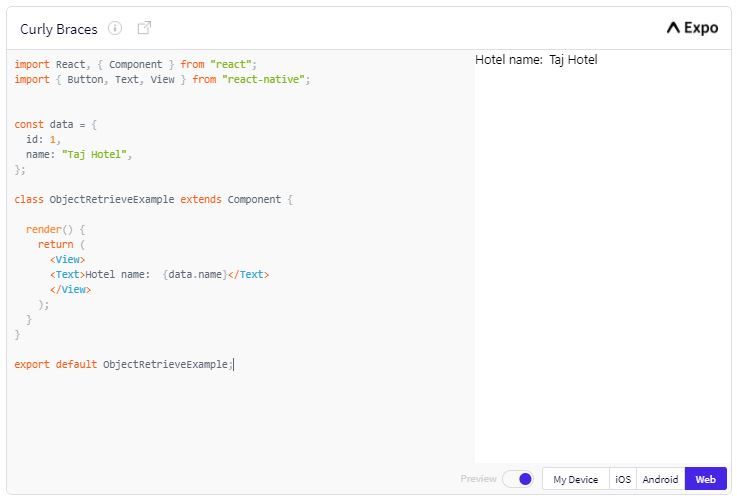 Curly Braces
Expo
import React, { Component } from "react";
import { Button, Text, View } from "react-native";
const data = {
  id: 1,
  name: "Taj Hotel",
};
class ObjectRetrieveExample extends Component {
  render() {
    return (
      <View>
      <Text>Hotel name:  {data.name}</Text>
      </View>
    );
  }
}
export default ObjectRetrieveExample;
Hotel name:  Taj Hotel
Preview
My Device
iOS
Android
Web